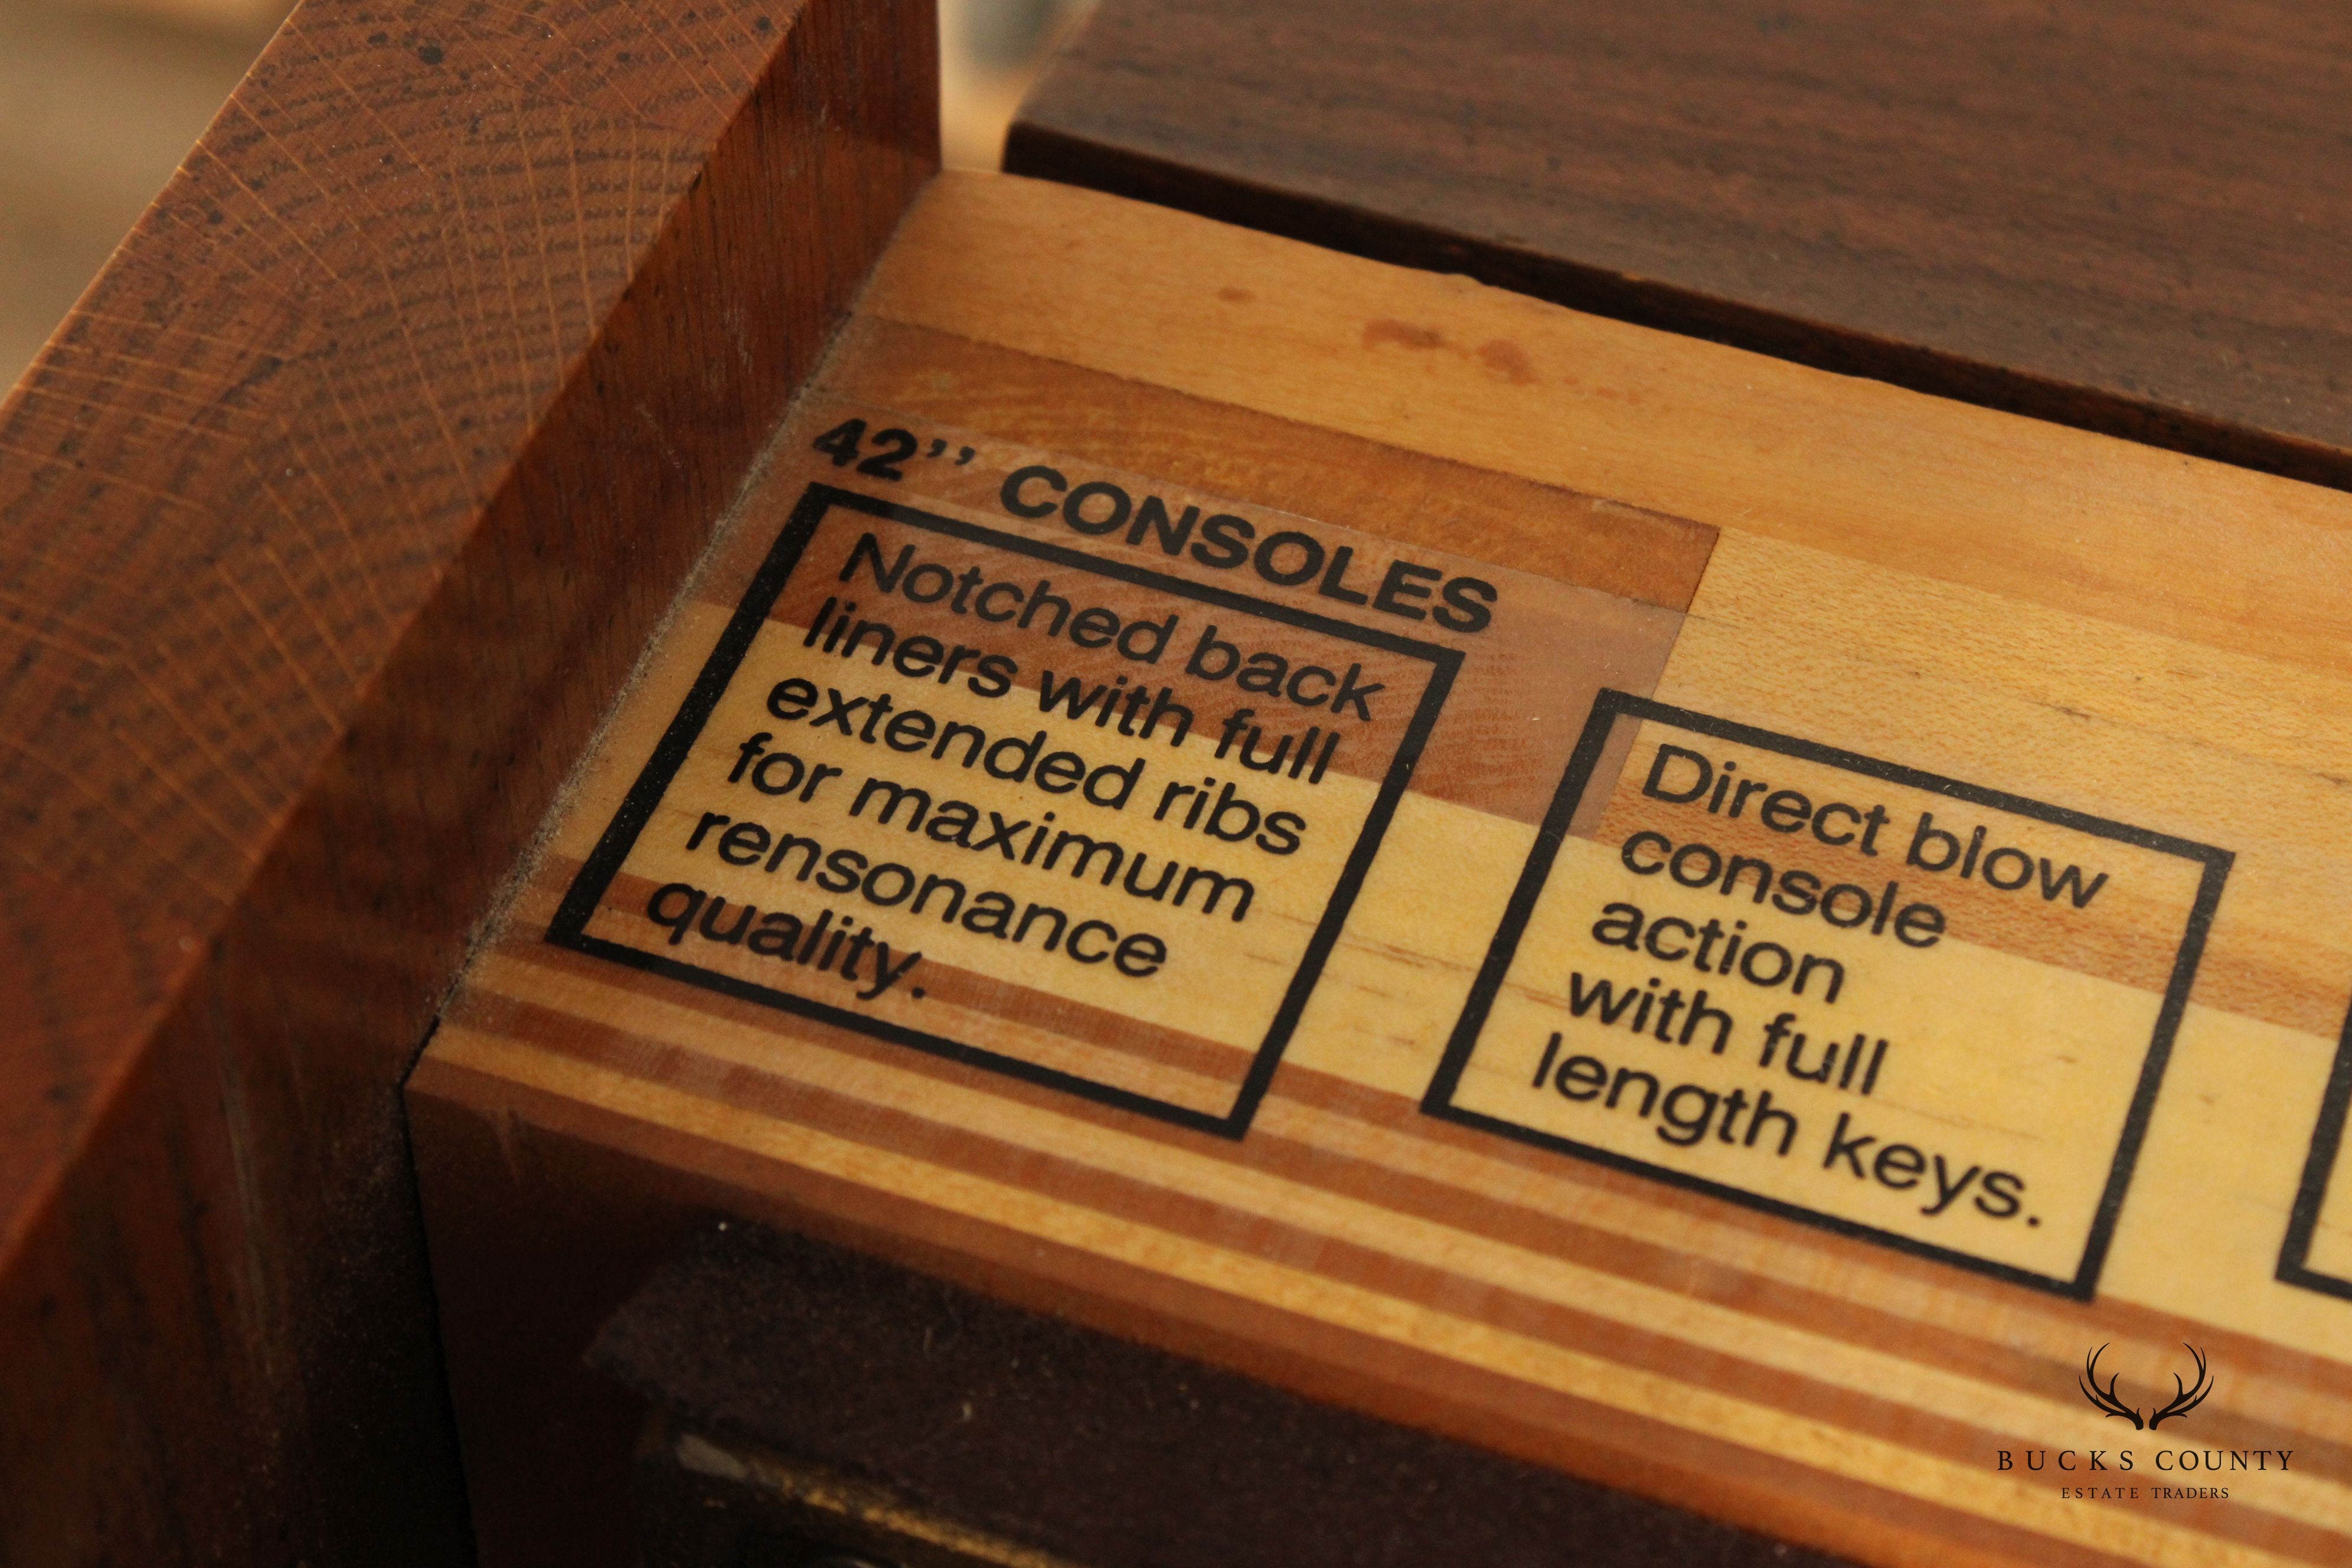 42’’ CONSOLES
Notched back
liners with full
extended ribs
for maximum
rensonance
quality.
Direct blow
console
action
with full
length keys.
BUCKS COUNTY
ESTATE TRADERS